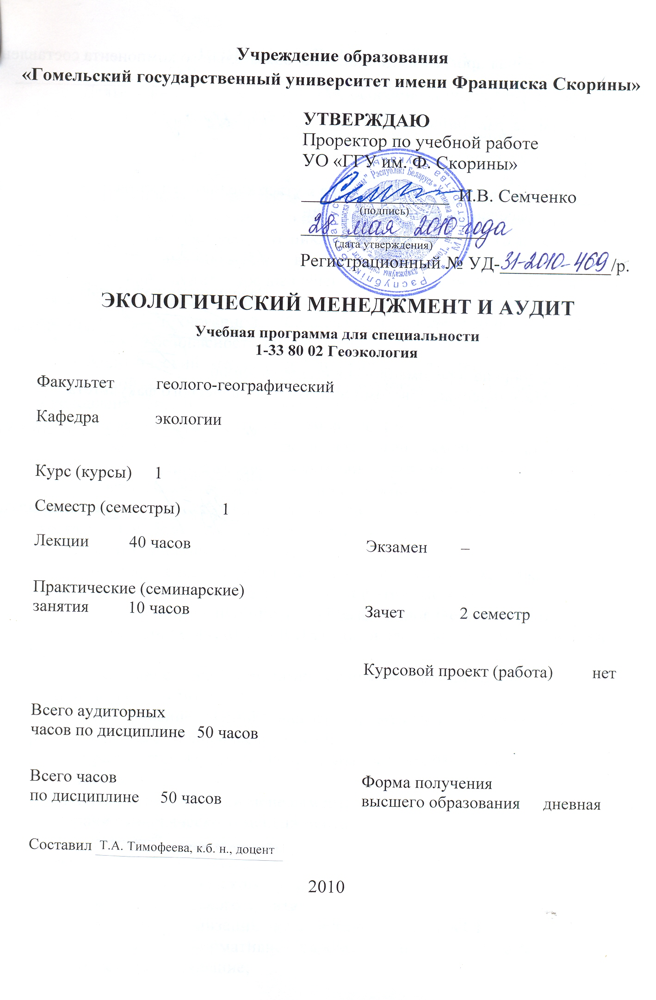 Учреждение образования
«Гомельский государственный университет имени Франциска Скорины»
УТВЕРЖДАЮ
Проректор по учебной работе
УО «ГГУ им. Ф. Скорины»
И.В. Семченко
(подпись)
28 мая 2010 года
(дата утверждения)
Регистрационный № УД-31-2010-469/р.
ЭКОЛОГИЧЕСКИЙ МЕНЕДЖМЕНТ И АУДИТ
Учебная программа для специальности
1-33 80 02 Геоэкология
Факультет геолого-географический
Кафедра экологии
Курс (курсы) 1
Семестр (семестры) 1
Лекции 40 часов Экзамен –
Практические (семинарские)
занятия 10 часов Зачет 2 семестр
Курсовой проект (работа) нет
Всего аудиторных
часов по дисциплине 50 часов
Всего часов
по дисциплине 50 часов
Форма получения
высшего образования дневная
Составил Т.А. Тимофеева, к.б. н., доцент
2010